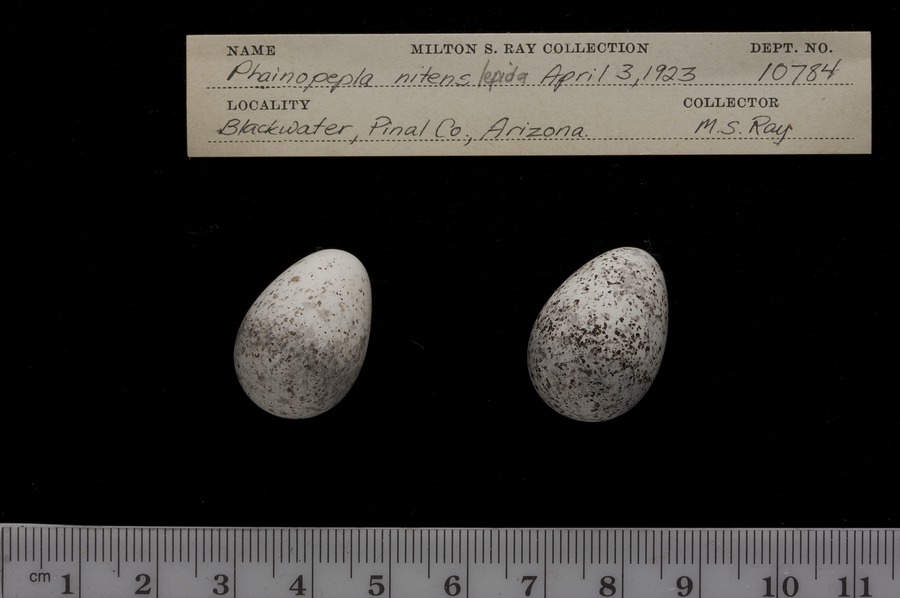 NAME MILTON S. RAY COLLECTION DEPT. NO.
Phainopepla nitens lepida April 3, 1923 10784
LOCALITY COLLECTOR
Blackwater, Pinal Co., Arizona. M.S. Ray
cm 1 2 3 4 5 6 7 8 9 10 11